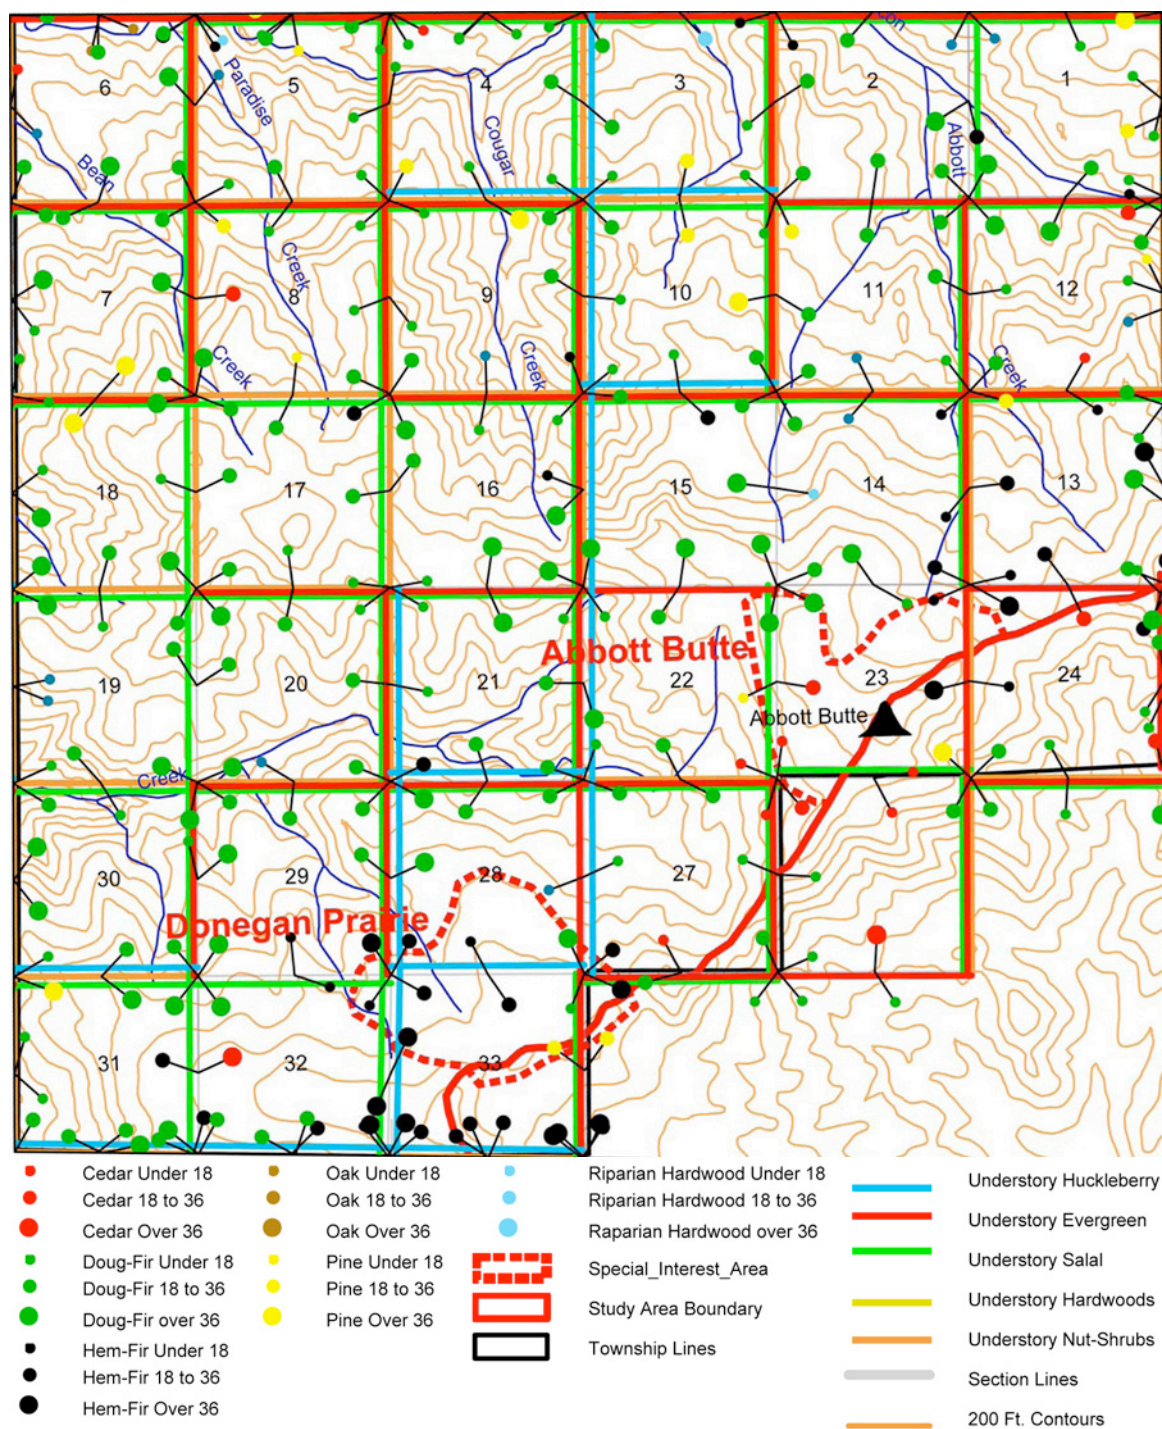 con
6
5
4
3
2
1
Paradise
Cougar
Abbott
Bean
Creek
7
8
9
10
11
12
Creek
Creek
Creek
18
17
16
15
14
13
Abbott Butte
19
20
21
22
23
24
Abbott Butte
Creek
30
29
28
27
Donegan Prairie
31
32
33
Cedar Under 18
Cedar 18 to 36
Cedar Over 36
Doug-Fir Under 18
Doug-Fir 18 to 36
Doug-Fir over 36
Hem-Fir Under 18
Hem-Fir 18 to 36
Hem-Fir Over 36
Oak Under 18
Oak 18 to 36
Oak Over 36
Pine Under 18
Pine 18 to 36
Pine Over 36
Riparian Hardwood Under 18
Riparian Hardwood 18 to 36
Raparian Hardwood over 36
Special_Interest_Area
Study Area Boundary
Township Lines
Understory Huckleberry
Understory Evergreen
Understory Salal
Understory Hardwoods
Understory Nut-Shrubs
Section Lines
200 Ft. Contours